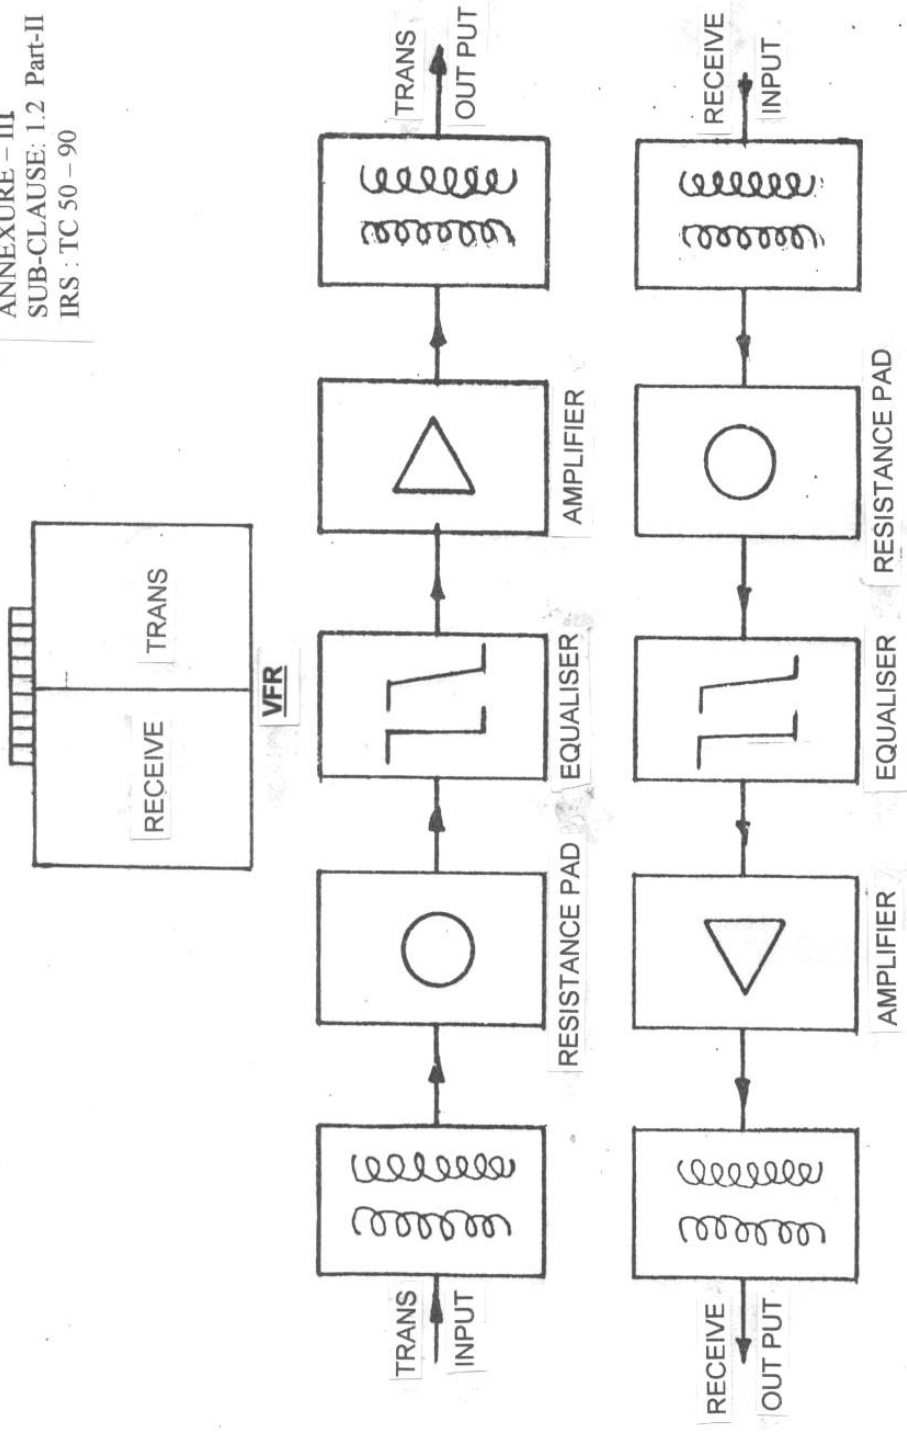 ANNEXURE – III
SUB-CLAUSE: 1.2 Part-II
IRS : TC 50 – 90
RECEIVE
TRANS
VFR
TRANS
INPUT
RESISTANCE PAD
EQUALISER
AMPLIFIER
TRANS
OUT PUT
RECEIVE
OUT PUT
AMPLIFIER
EQUALISER
RESISTANCE PAD
RECEIVE
INPUT